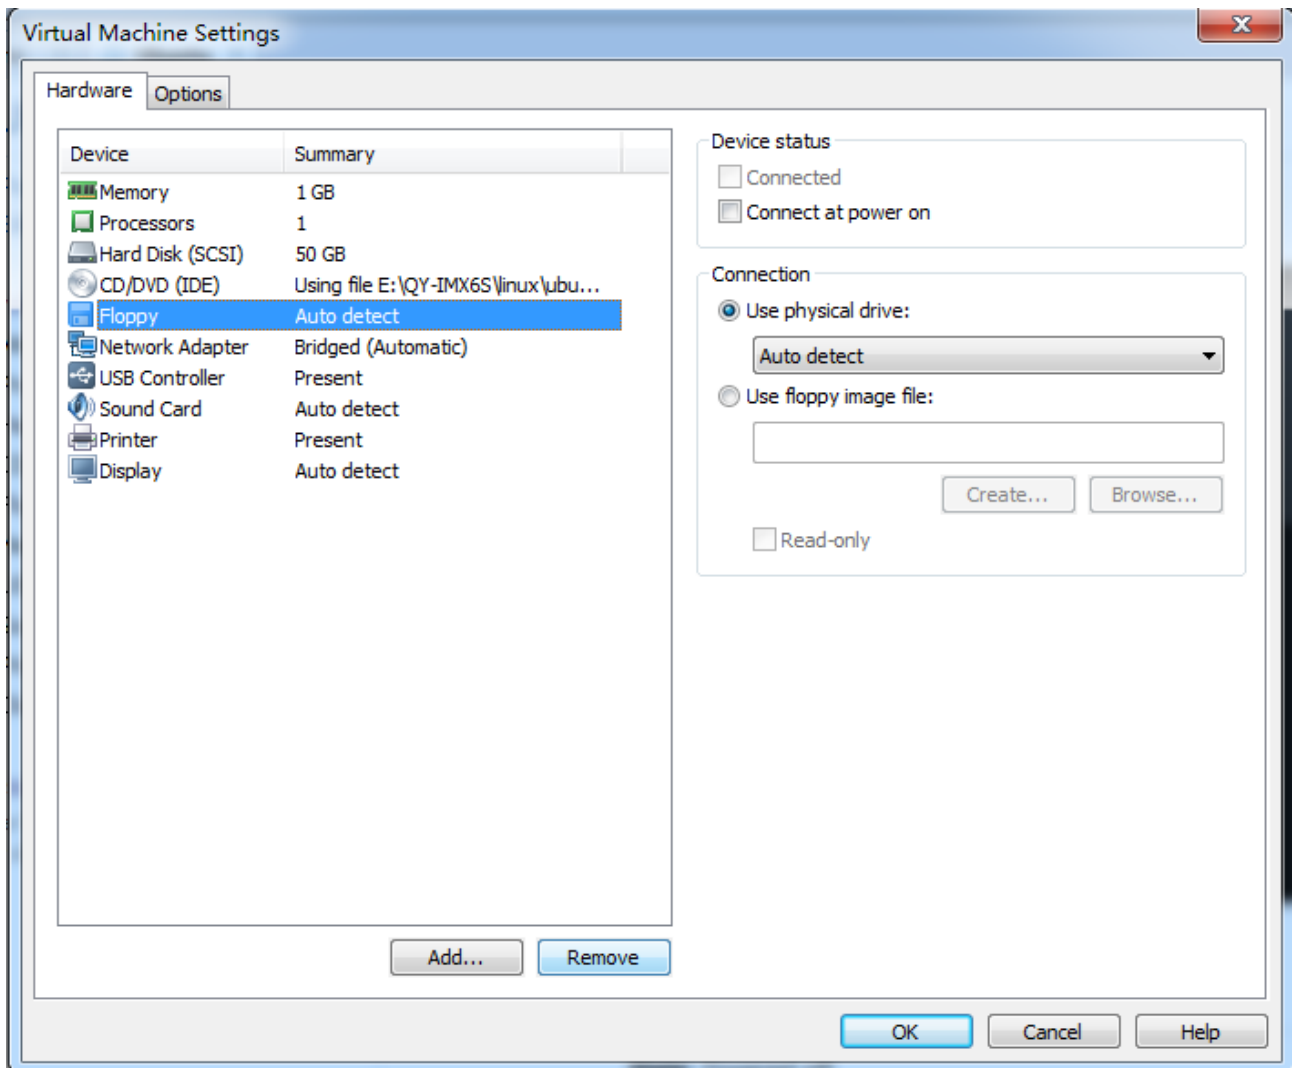 Virtual Machine Settings
Hardware Options
Device Summary
Memory 1 GB
Processors 1
Hard Disk (SCSI) 50 GB
CD/DVD (IDE) Using file E:\QY-IMX6S\linux\ubu...
Floppy Auto detect
Network Adapter Bridged (Automatic)
USB Controller Present
Sound Card Auto detect
Printer Present
Display Auto detect
Add... Remove
Device status
Connected
Connect at power on
Connection
Use physical drive:
Auto detect
Use floppy image file:
Create... Browse...
Read-only
OK Cancel Help